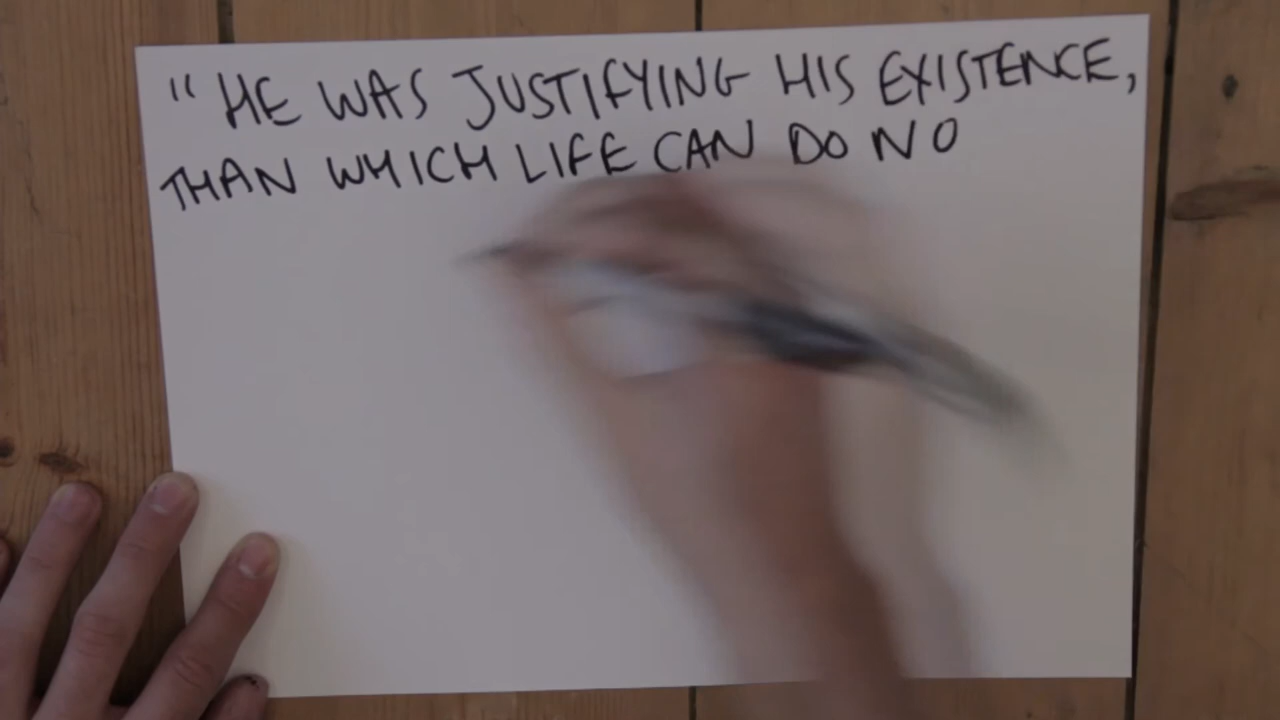 "HE WAS JUSTIFYING HIS EXISTENCE,
THAN WHICH LIFE CAN DO NO